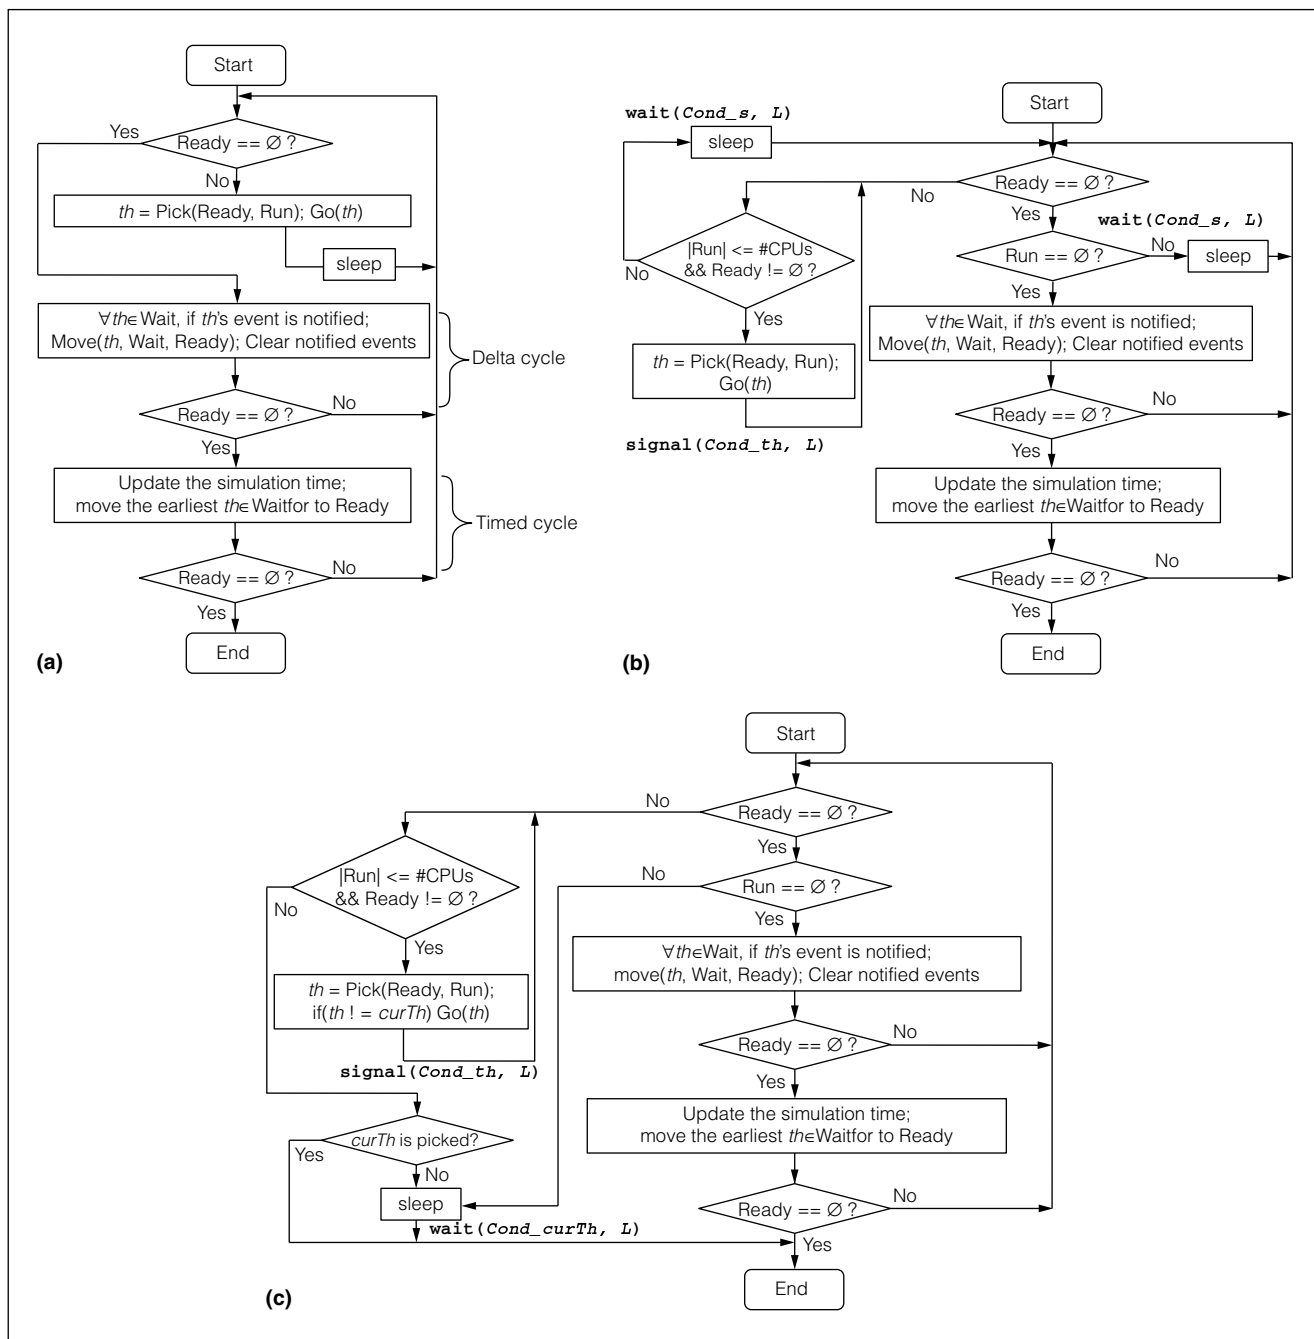 Start
Yes
Ready == Ø ?
No
th = Pick(Ready, Run); Go(th)
sleep
∀th∈Wait, if th's event is notified;
Move(th, Wait, Ready); Clear notified events
Delta cycle
Ready == Ø ?
No
Yes
Update the simulation time;
move the earliest th∈Waitfor to Ready
Timed cycle
Ready == Ø ?
No
Yes
End
(a)
Start
wait(Cond_s, L)
sleep
Ready == Ø ?
No
Yes
wait(Cond_s, L)
|Run| <= #CPUs
&& Ready != Ø ?
No
Run == Ø ?
No
sleep
Yes
Yes
∀th∈Wait, if th's event is notified;
Move(th, Wait, Ready); Clear notified events
th = Pick(Ready, Run);
Go(th)
signal(Cond_th, L)
Ready == Ø ?
No
Yes
Update the simulation time;
move the earliest th∈Waitfor to Ready
Ready == Ø ?
No
Yes
End
(b)
Start
No
Ready == Ø ?
Yes
|Run| <= #CPUs
&& Ready != Ø ?
No
No
Run == Ø ?
Yes
Yes
∀th∈Wait, if th's event is notified;
move(th, Wait, Ready); Clear notified events
th = Pick(Ready, Run);
if(th ! = curTh) Go(th)
signal(Cond_th, L)
Ready == Ø ?
No
Yes
Update the simulation time;
move the earliest th∈Waitfor to Ready
curTh is picked?
Yes
No
sleep
wait(Cond_curTh, L)
Ready == Ø ?
No
Yes
End
(c)